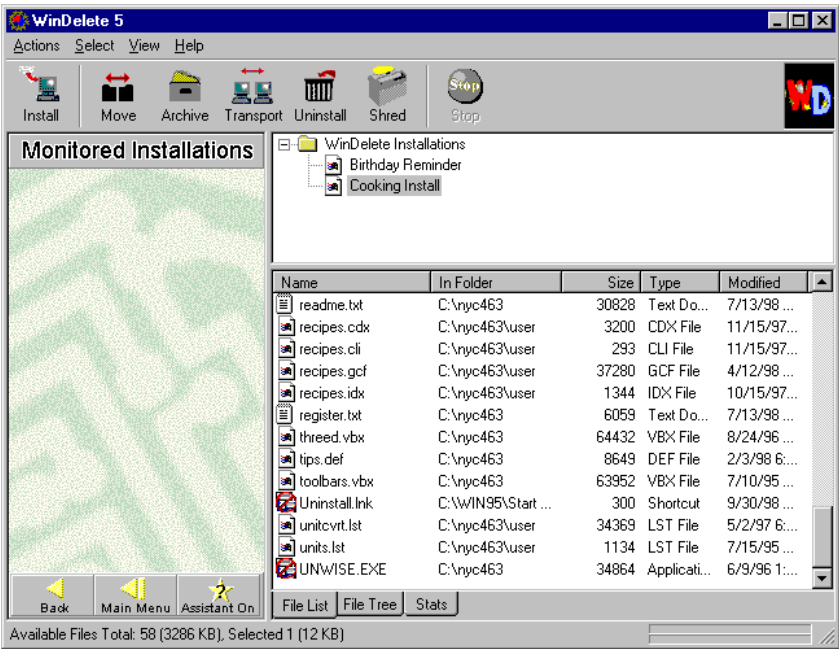 WinDelete 5
Actions Select View Help
Install Move Archive Transport Uninstall Shred Stop Stop WD
Monitored Installations
WinDelete Installations
Birthday Reminder
Cooking Install
Name In Folder Size Type Modified
readme.txt C:\nyc463 30828 Text Do... 7/13/98 ...
recipes.cdx C:\nyc463\user 3200 CDX File 11/15/97...
recipes.cli C:\nyc463\user 293 CLI File 11/15/97...
recipes.gcf C:\nyc463\user 37280 GCF File 4/12/98 ...
recipes.idx C:\nyc463\user 1344 IDX File 10/15/97...
register.txt C:\nyc463 6059 Text Do... 7/13/98 ...
threed.vbx C:\nyc463 64432 VBX File 8/24/96 ...
tips.def C:\nyc463 8649 DEF File 2/3/98 6:...
toolbars.vbx C:\nyc463 63952 VBX File 7/10/95 ...
Uninstall.lnk C:\WIN95\Start ... 300 Shortcut 9/30/98 ...
unitcvrt.lst C:\nyc463\user 34369 LST File 5/2/97 6:...
units.lst C:\nyc463\user 1134 LST File 7/15/95 ...
UNWISE.EXE C:\nyc463 34864 Applicati... 6/9/96 1:...
Back Main Menu Assistant On
File List File Tree Stats
Available Files Total: 58 (3286 KB), Selected 1 (12 KB)